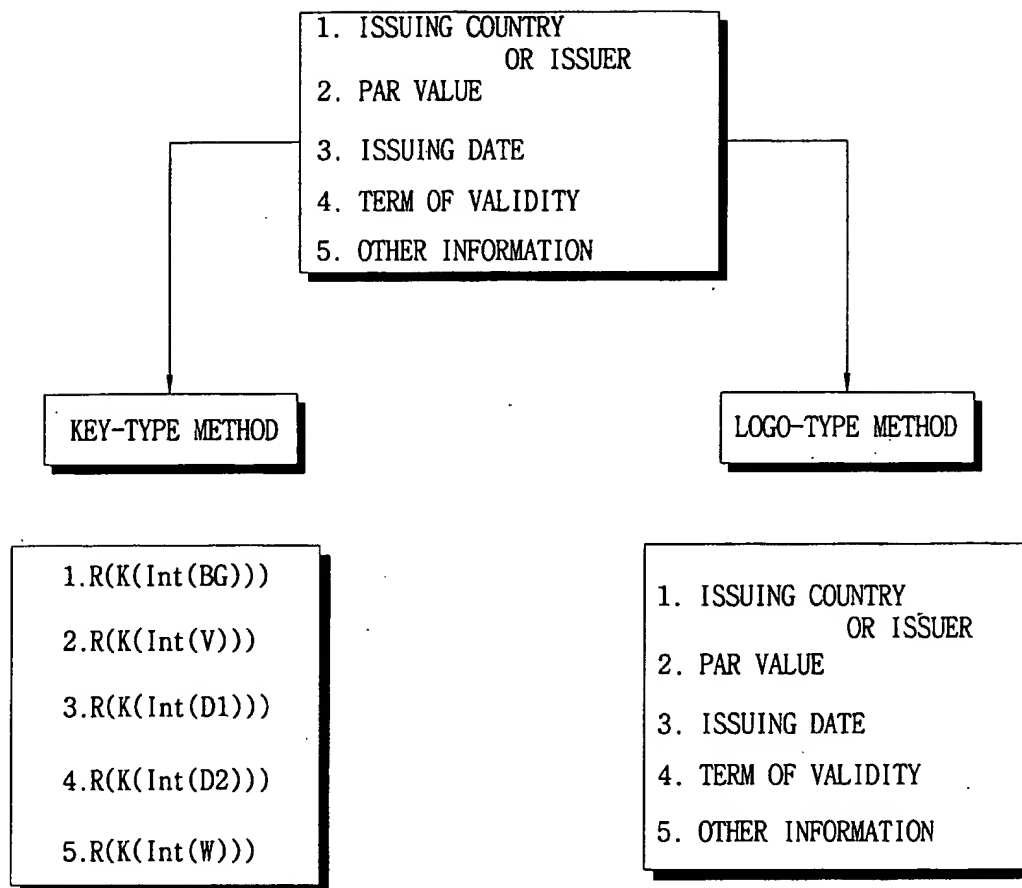 1. ISSUING COUNTRY
OR ISSUER
2. PAR VALUE
3. ISSUING DATE
4. TERM OF VALIDITY
5. OTHER INFORMATION
KEY-TYPE METHOD
LOGO-TYPE METHOD
1.R(K(Int(BG)))
2.R(K(Int(V)))
3.R(K(Int(D1)))
4.R(K(Int(D2)))
5.R(K(Int(W)))
1. ISSUING COUNTRY
OR ISSUER
2. PAR VALUE
3. ISSUING DATE
4. TERM OF VALIDITY
5. OTHER INFORMATION